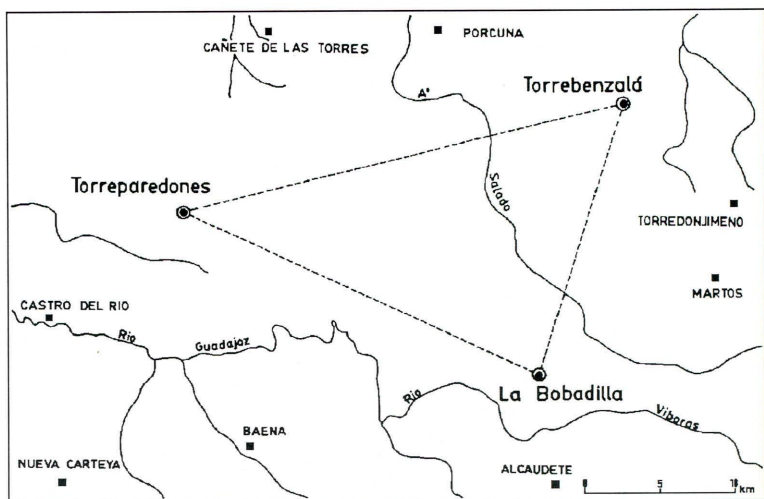 CAÑETE DE LAS TORRES
PORCUNA
Torrebenzalá
Aº
Torreparedones
Salado
TORREDONJIMENO
MARTOS
CASTRO DEL RIO
Rio
Guadajoz
La Bobadilla
Rio
Viboras
BAENA
NUEVA CARTEYA
ALCAUDETE
0 5 10 km